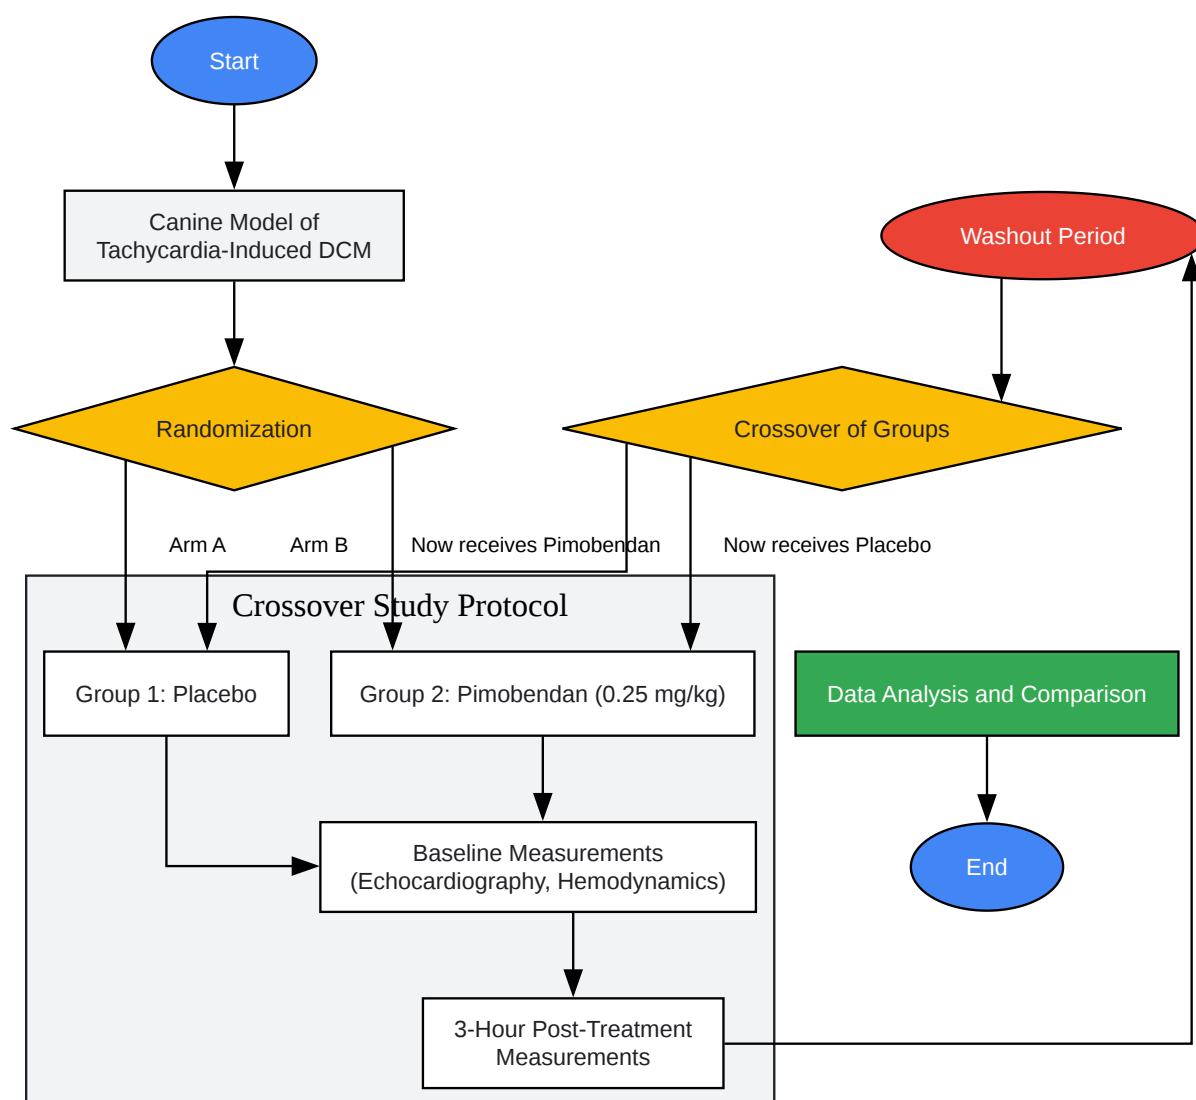 Start
Canine Model of
Tachycardia-Induced DCM
Washout Period
Randomization
Crossover of Groups
Arm A
Arm B
Now receives Pimobendan
Now receives Placebo
Crossover Study Protocol
Group 1: Placebo
Group 2: Pimobendan (0.25 mg/kg)
Data Analysis and Comparison
Baseline Measurements
(Echocardiography, Hemodynamics)
End
3-Hour Post-Treatment
Measurements